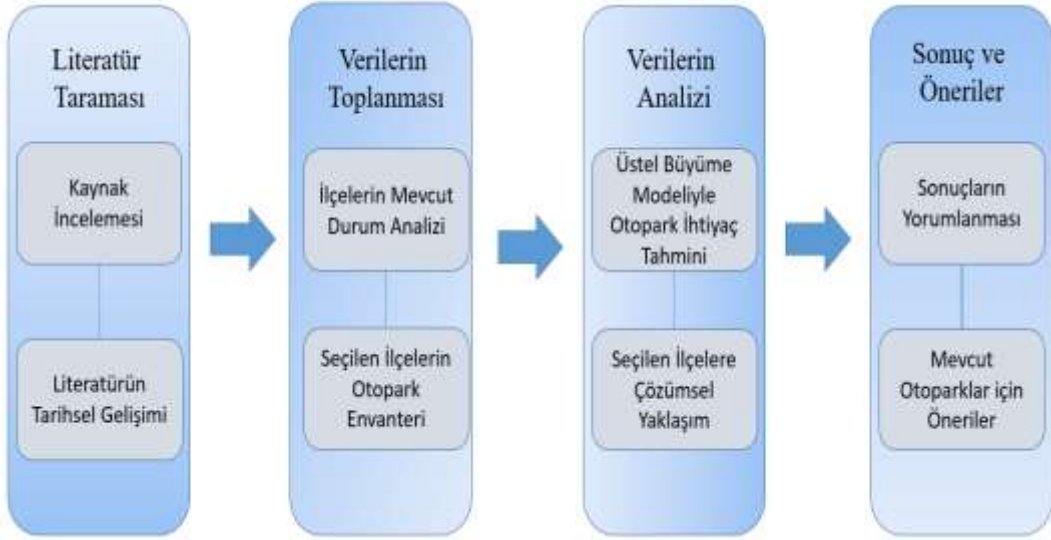 Literatür
Taraması
Kaynak
İncelemesi
Literatürün
Tarihsel Gelişimi
Verilerin
Toplanması
İlçelerin Mevcut
Durum Analizi
Seçilen İlçelerin
Otopark
Envanteri
Verilerin
Analizi
Üstel Büyüme
Modeliyle
Otopark İhtiyaç
Tahmini
Seçilen İlçelere
Çözümsel
Yaklaşım
Sonuç ve
Öneriler
Sonuçların
Yorumlanması
Mevcut
Otoparklar için
Öneriler